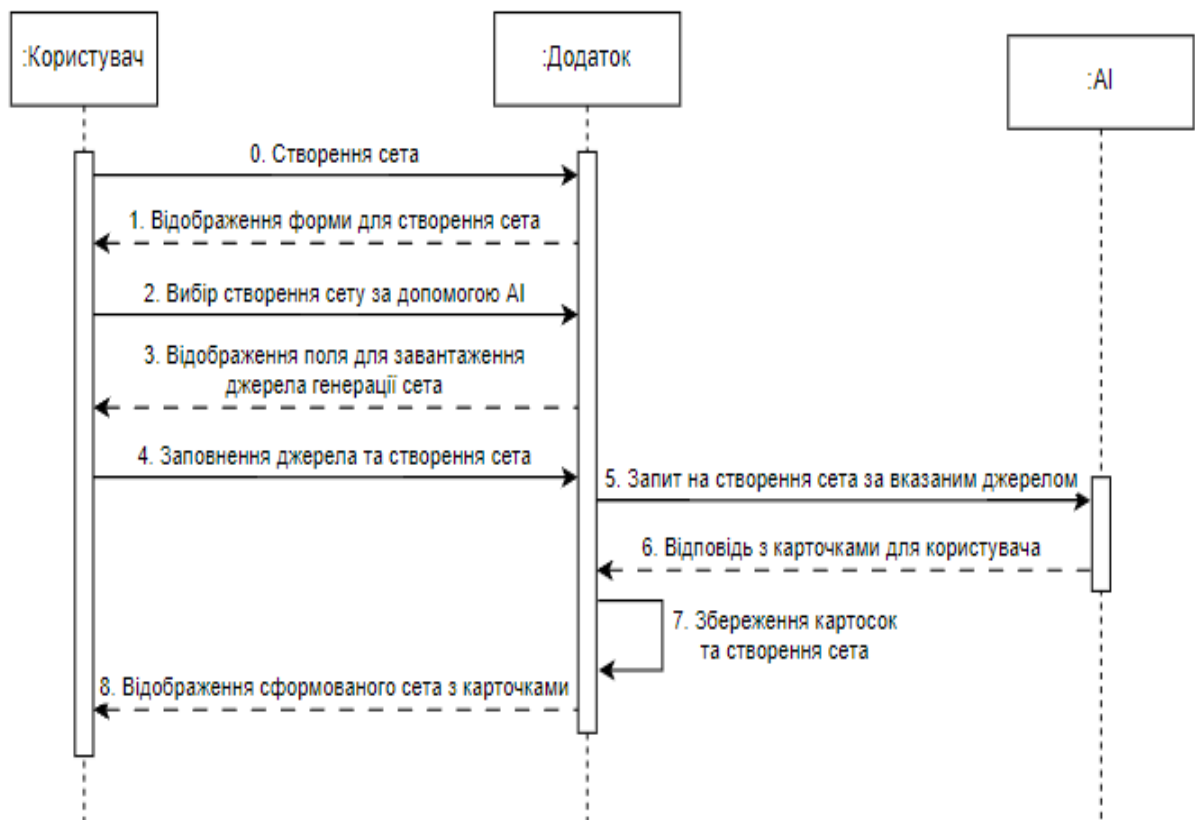 :Користувач
:Додаток
:AI
0. Створення сета
1. Відображення форми для створення сета
2. Вибір створення сету за допомогою AI
3. Відображення поля для завантаження
джерела генерації сета
4. Заповнення джерела та створення сета
5. Запит на створення сета за вказаним джерелом
6. Відповідь з карточками для користувача
7. Збереження картосок
та створення сета
8. Відображення сформованого сета з карточками